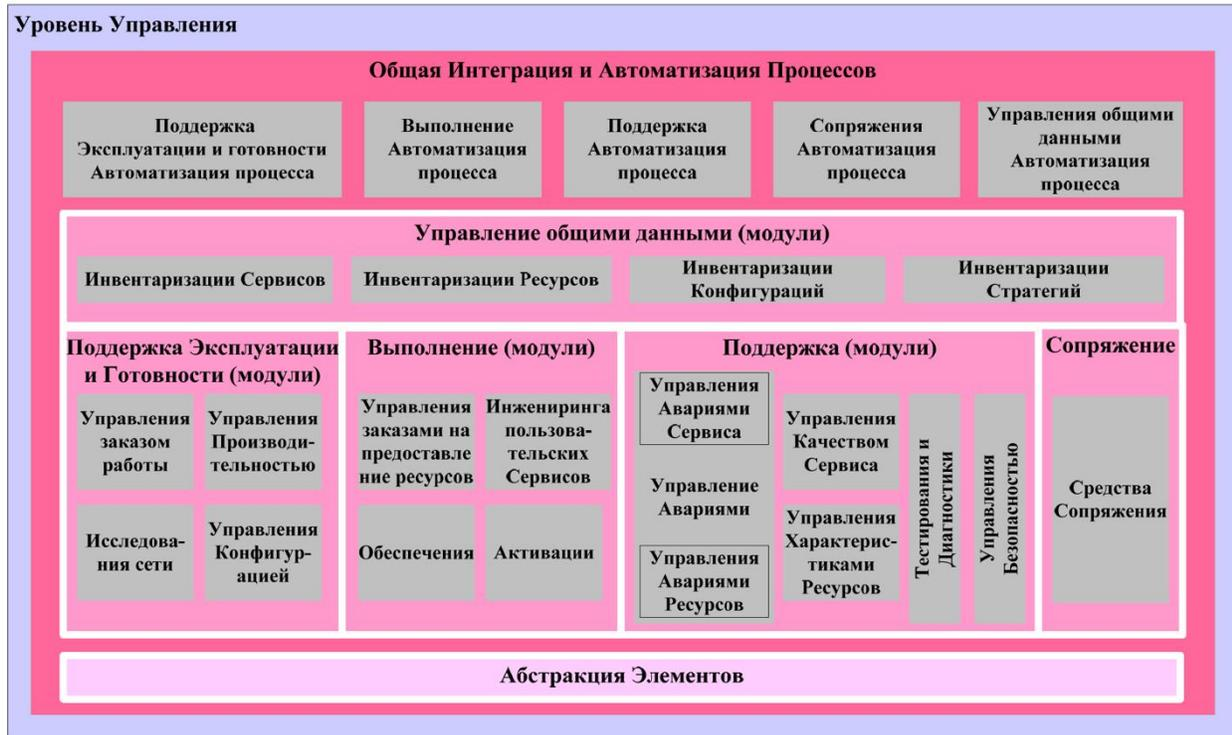 Уровень Управления
Общая Интеграция и Автоматизация Процессов
Поддержка
Эксплуатации и готовности
Автоматизация процесса
Выполнение
Автоматизация
процесса
Поддержка
Автоматизация
процесса
Сопряжения
Автоматизация
процесса
Управления общими
данными
Автоматизация
процесса
Управление общими данными (модули)
Инвентаризации Сервисов
Инвентаризации Ресурсов
Инвентаризации
Конфигураций
Инвентаризации
Стратегий
Поддержка Эксплуатации
и Готовности (модули)
Управления
заказом
работы
Управления
Производи-
тельностью
Исследова-
ния сети
Управления
Конфигур-
ацией
Выполнение (модули)
Управления
заказами на
предоставле
ние ресурсов
Инжениринга
пользова-
тельских
Сервисов
Обеспечения
Активации
Поддержка (модули)
Управления
Авариями
Сервиса
Управление
Авариями
Управления
Авариями
Ресурсов
Управления
Качеством
Сервиса
Управления
Характерис-
тиками
Ресурсов
Тестирования и
Диагностики
Управления
Безопасностью
Сопряжение
Средства
Сопряжения
Абстракция Элементов